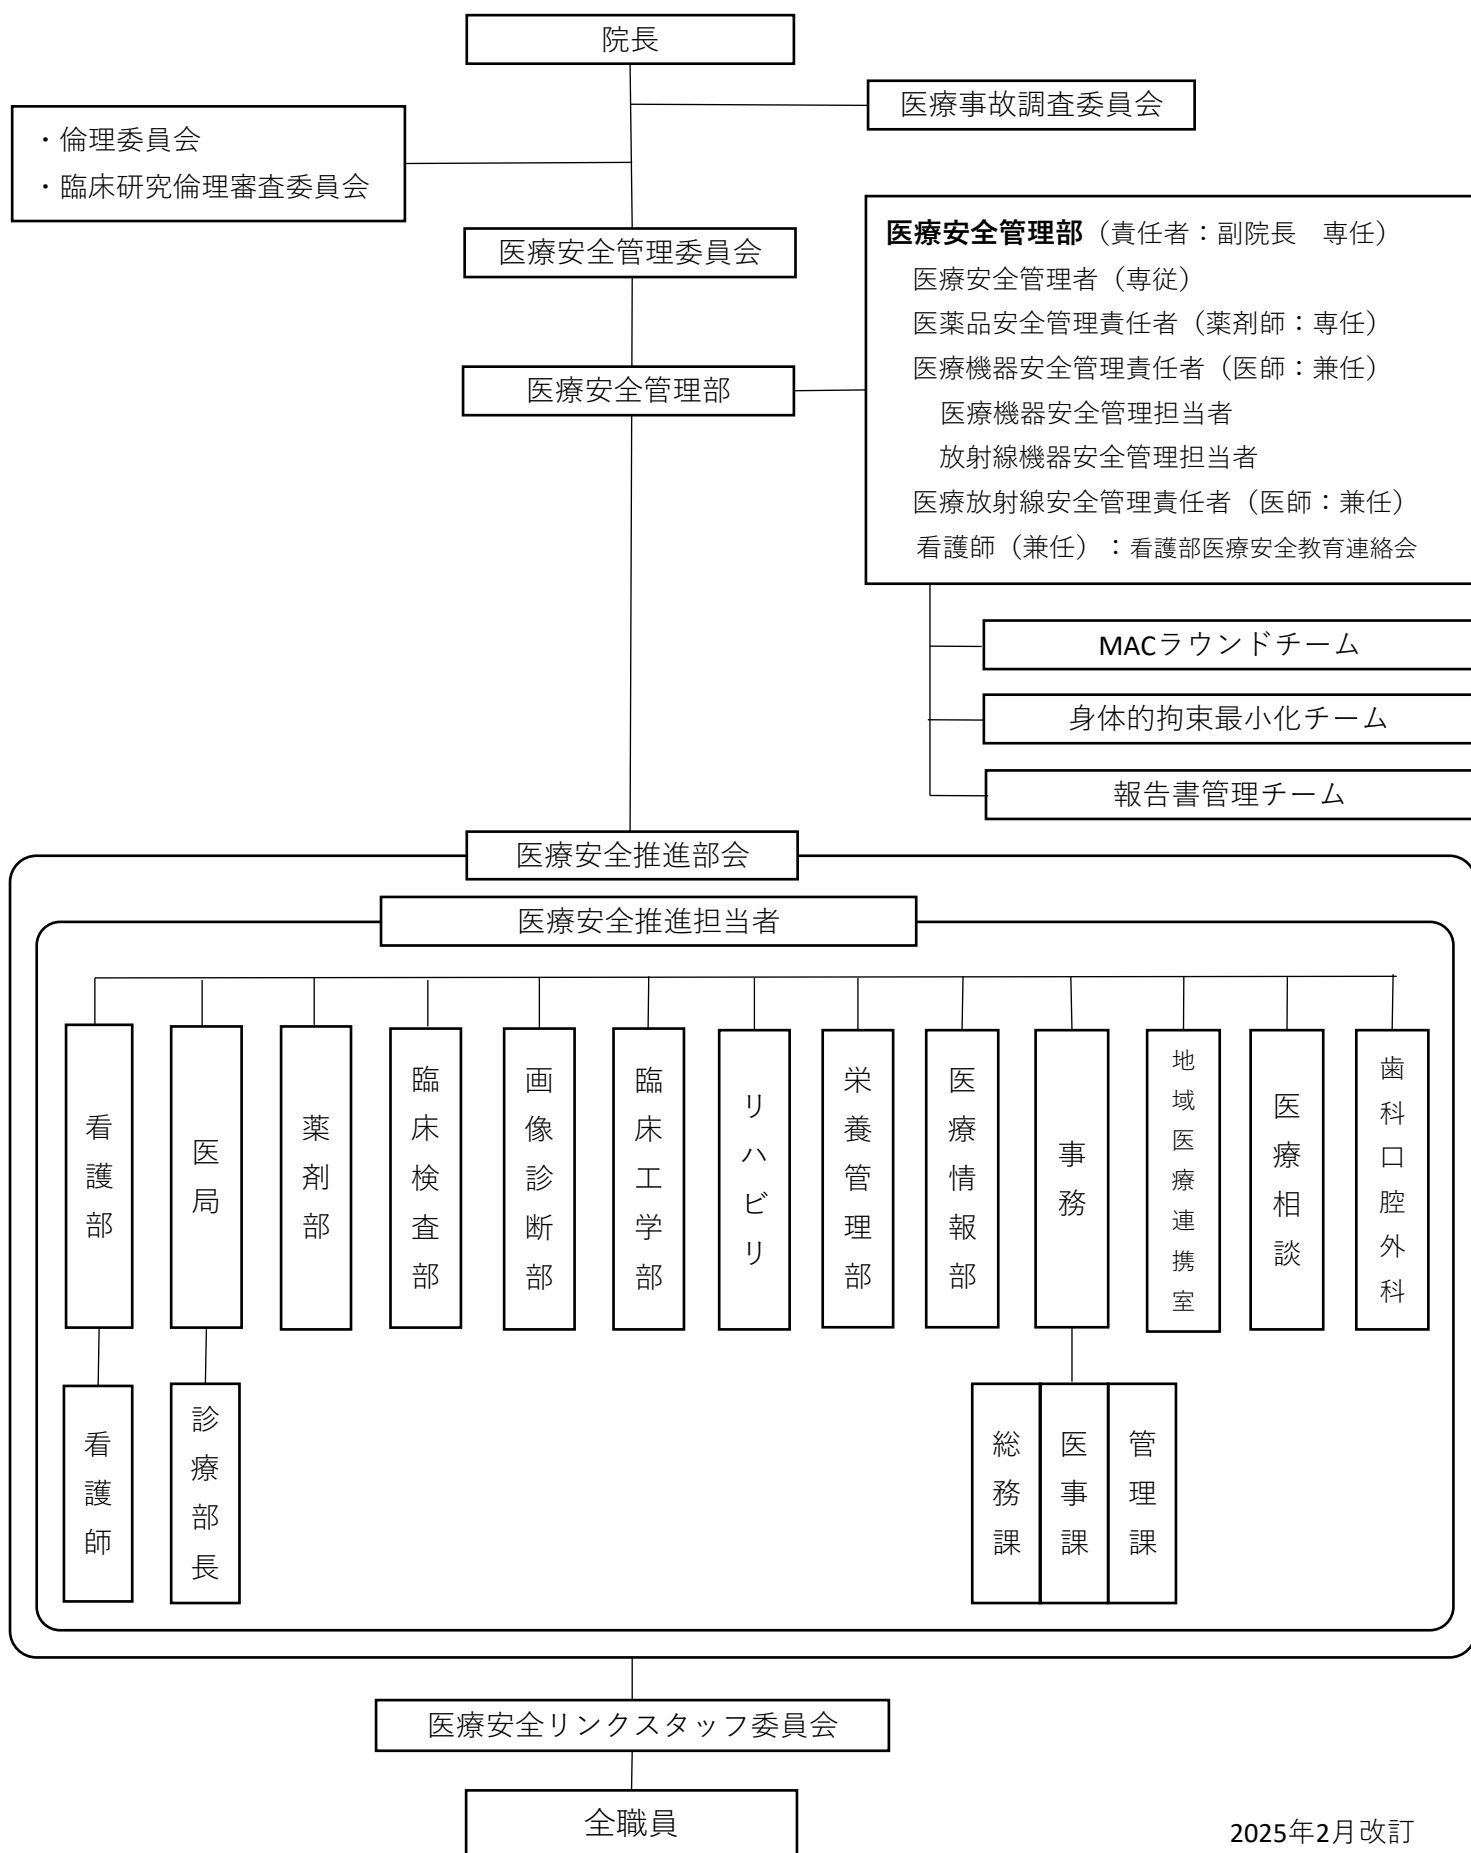 院長
医療事故調査委員会
・倫理委員会
・臨床研究倫理審査委員会
医療安全管理委員会
医療安全管理部
医療安全管理部（責任者：副院長　専任）
医療安全管理者（専従）
医薬品安全管理責任者（薬剤師：専任）
医療機器安全管理責任者（医師：兼任）
医療機器安全管理担当者
放射線機器安全管理担当者
医療放射線安全管理責任者（医師：兼任）
看護師（兼任）：看護部医療安全教育連絡会
MACラウンドチーム
身体的拘束最小化チーム
報告書管理チーム
医療安全推進部会
医療安全推進担当者
看護部
医局
薬剤部
臨床検査部
画像診断部
臨床工学部
リハビリ
栄養管理部
医療情報部
事務
地域医療連携室
医療相談
歯科口腔外科
看護師
診療部長
総務課
医事課
管理課
医療安全リンクスタッフ委員会
全職員
2025年2月改訂